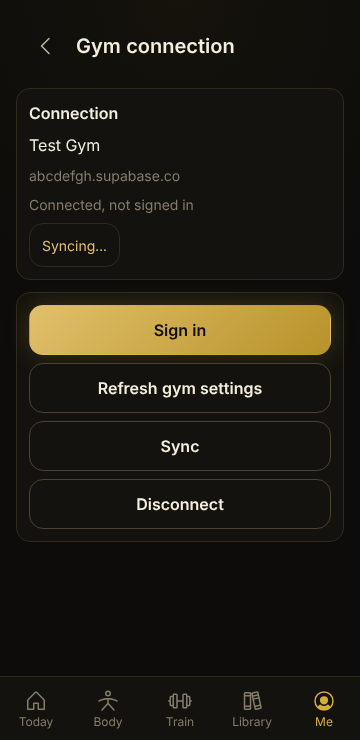 Gym connection
Connection
Test Gym
abcdefgh.supabase.co
Connected, not signed in
Syncing...
Sign in
Refresh gym settings
Sync
Disconnect
Today
Body
Train
Library
Me